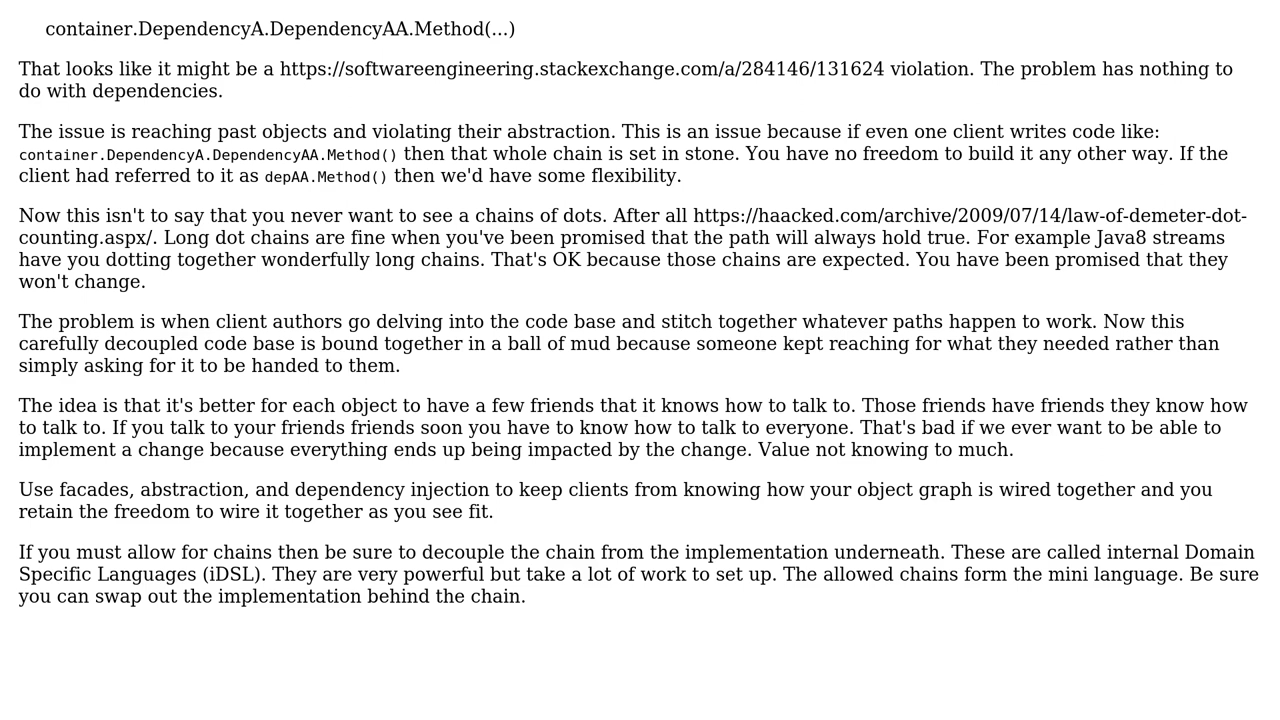 container.DependencyA.DependencyAA.Method(...)
That looks like it might be a https://softwareengineering.stackexchange.com/a/284146/131624 violation. The problem has nothing to
do with dependencies.
The issue is reaching past objects and violating their abstraction. This is an issue because if even one client writes code like:
container.DependencyA.DependencyAA.Method() then that whole chain is set in stone. You have no freedom to build it any other way. If the
client had referred to it as depAA.Method() then we'd have some flexibility.
Now this isn't to say that you never want to see a chains of dots. After all https://haacked.com/archive/2009/07/14/law-of-demeter-dot-
counting.aspx/. Long dot chains are fine when you've been promised that the path will always hold true. For example Java8 streams
have you dotting together wonderfully long chains. That's OK because those chains are expected. You have been promised that they
won't change.
The problem is when client authors go delving into the code base and stitch together whatever paths happen to work. Now this
carefully decoupled code base is bound together in a ball of mud because someone kept reaching for what they needed rather than
simply asking for it to be handed to them.
The idea is that it's better for each object to have a few friends that it knows how to talk to. Those friends have friends they know how
to talk to. If you talk to your friends friends soon you have to know how to talk to everyone. That's bad if we ever want to be able to
implement a change because everything ends up being impacted by the change. Value not knowing to much.
Use facades, abstraction, and dependency injection to keep clients from knowing how your object graph is wired together and you
retain the freedom to wire it together as you see fit.
If you must allow for chains then be sure to decouple the chain from the implementation underneath. These are called internal Domain
Specific Languages (iDSL). They are very powerful but take a lot of work to set up. The allowed chains form the mini language. Be sure
you can swap out the implementation behind the chain.